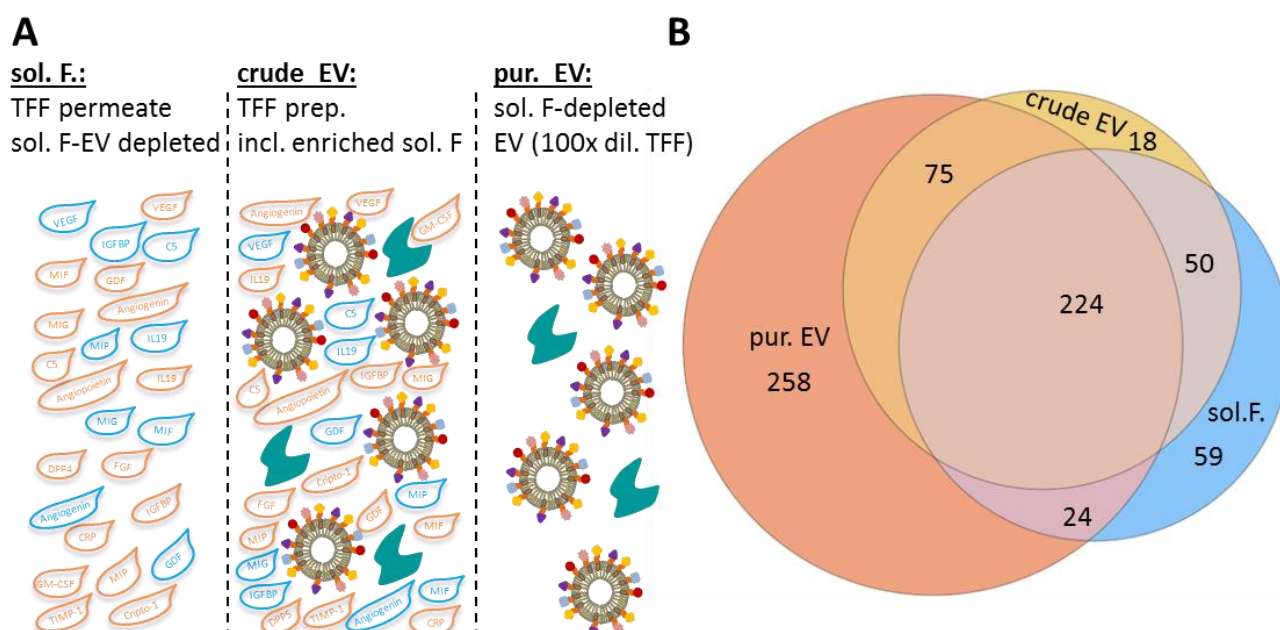 A
sol. F.:
TFF permeate
sol. F-EV depleted
crude EV:
TFF prep.
incl. enriched sol. F
pur. EV:
sol. F-depleted
EV (100x dil. TFF)
VEGF
VEGF
IGFBP
C5
MIF
GDF
Angiogenin
MIG
MIP
IL19
C5
Angiopoietin
IL19
MIG
MIF
DPP4
FGF
Angiogenin
IGFBP
CRP
GDF
GM-CSF
MIP
TIMP-1
Cripto-1
Angiogenin
VEGF
GM-CSF
VEGF
IL19
C5
IL19
C5
Angiopoietin
IGFBP
MIG
GDF
Cripto-1
MIP
FGF
GDF
MIP
MIF
MIG
IGFBP
DPP5
TIMP-1
Angiogenin
MIF
CRP
B
crude EV
18
75
50
224
pur. EV
258
sol.F.
59
24